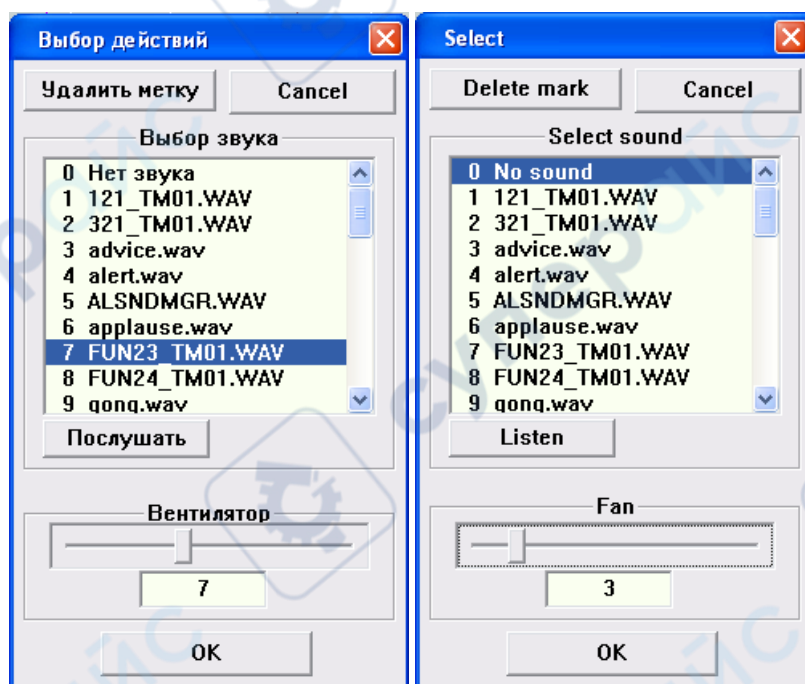 Выбор действий
Удалить метку Cancel
Выбор звука
0 Нет звука
1 121_TM01.WAV
2 321_TM01.WAV
3 advice.wav
4 alert.wav
5 ALSNDMGR.WAV
6 applause.wav
7 FUN23_TM01.WAV
8 FUN24_TM01.WAV
9 gong.wav
Послушать
Вентилятор
7
OK
Select
Delete mark Cancel
Select sound
0 No sound
1 121_TM01.WAV
2 321_TM01.WAV
3 advice.wav
4 alert.wav
5 ALSNDMGR.WAV
6 applause.wav
7 FUN23_TM01.WAV
8 FUN24_TM01.WAV
9 gong.wav
Listen
Fan
3
OK
суперайс